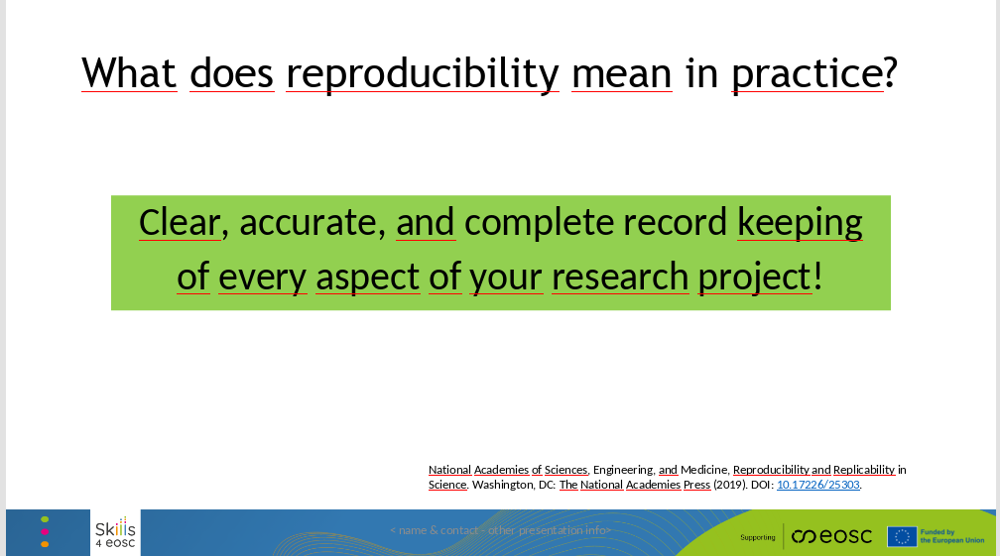 What does reproducibility mean in practice?
Clear, accurate, and complete record keeping
of every aspect of your research project!
National Academies of Sciences, Engineering, and Medicine, Reproducibility and Replicability in
Science. Washington, DC: The National Academies Press (2019). DOI: 10.17226/25303.
Skills
4 eosc
< name & contact - other presentation info>
Supporting
eosc
Funded by
the European Union